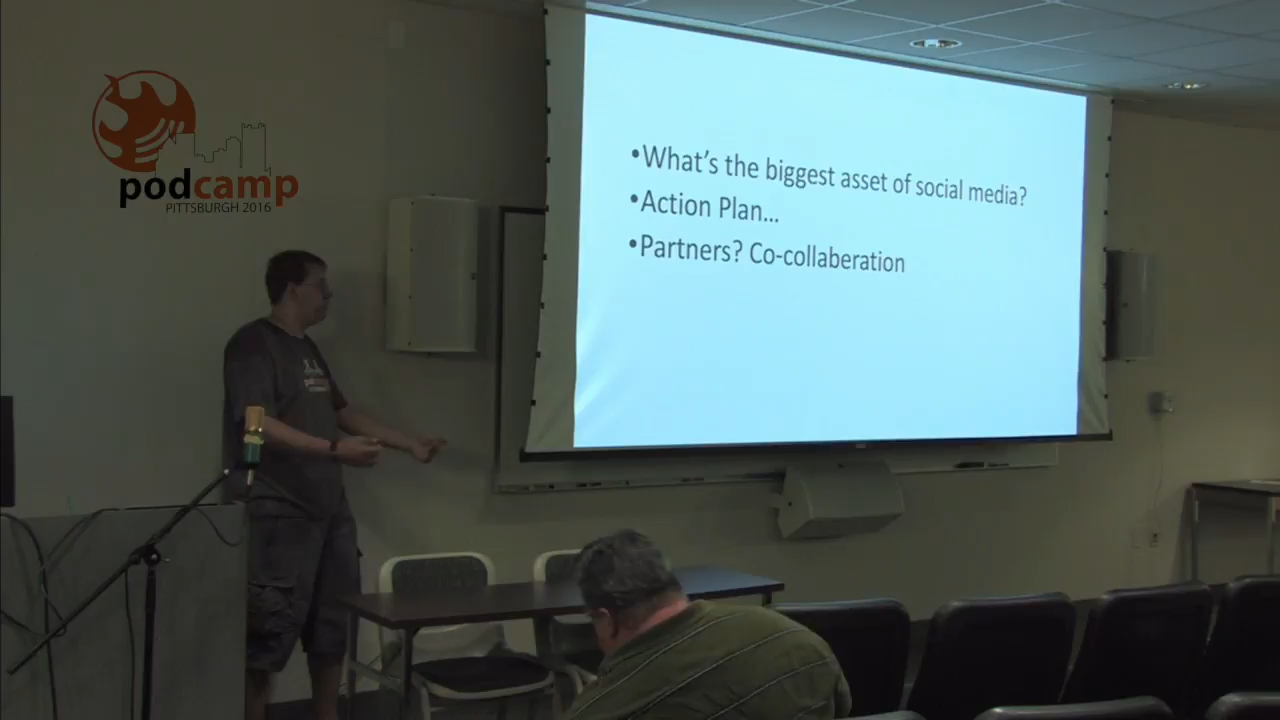 podcamp
PITTSBURGH 2016
•What's the biggest asset of social media?
•Action Plan...
•Partners? Co-collaberation